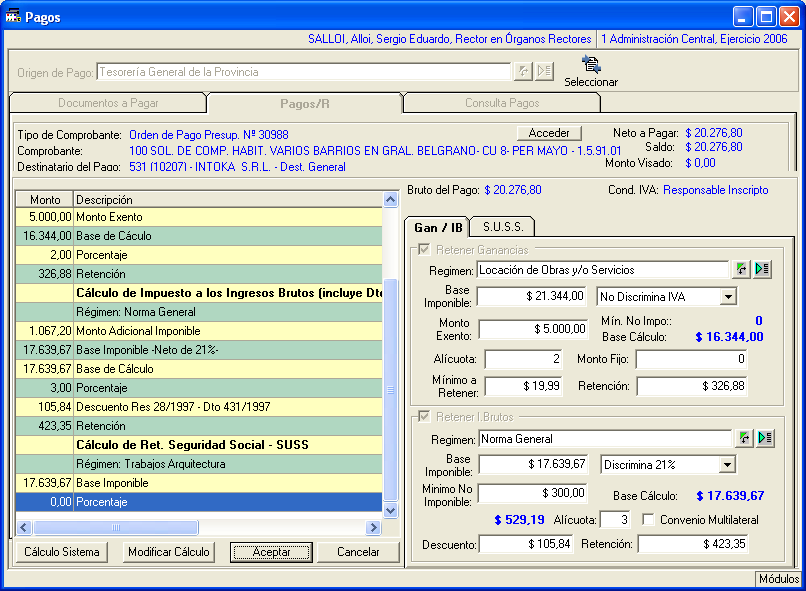 Pagos
SALLOI, Alloi, Sergio Eduardo, Rector en Órganos Rectores 1 Administración Central, Ejercicio 2006
Origen de Pago: Tesorería General de la Provincia
Seleccionar
Documentos a Pagar Pagos/R Consulta Pagos
Tipo de Comprobante: Orden de Pago Presup. Nº 30988 Acceder Neto a Pagar: $ 20.276,80
Saldo: $ 20.276,80
Comprobante: 100 SOL. DE COMP. HABIT. VARIOS BARRIOS EN GRAL. BELGRANO- CU 8- PER MAYO - 1.5.91.01
Monto Visado: $ 0,00
Destinatario del Pago: 531 (10207) - INTOKA S.R.L. - Dest. General
Bruto del Pago: $ 20.276,80 Cond. IVA: Responsable Inscripto
Monto Descripción
5.000,00 Monto Exento
16.344,00 Base de Cáculo
2,00 Porcentaje
326,88 Retención
Cálculo de Impuesto a los Ingresos Brutos (incluye Dto
Régimen: Norma General
1.067,20 Monto Adicional Imponible
17.639,67 Base Imponible -Neto de 21%-
17.639,67 Base de Cálculo
3,00 Porcentaje
105,84 Descuento Res 28/1997 - Dto 431/1997
423,35 Retención
Cálculo de Ret. Seguridad Social - SUSS
Régimen: Trabajos Arquitectura
17.639,67 Base Imponible
0,00 Porcentaje
Cálculo Sistema Modificar Cálculo Aceptar Cancelar
Gan / IB S.U.S.S.
Retener Ganancias
Regimen: Locación de Obras y/o Servicios
Base
Imponible: $ 21.344,00 No Discrimina IVA
Monto
Exento: $ 5.000,00 Mín. No Impo:: 0
Base Cálculo: $ 16.344,00
Alícuota: 2 Monto Fijo: 0
Mínimo a
Retener: $ 19,99 Retención: $ 326,88
Retener I.Brutos
Regimen: Norma General
Base
Imponible: $ 17.639,67 Discrimina 21%
Minimo No
Imponible: $ 300,00 Base Cálculo: $ 17.639,67
$ 529,19 Alícuota: 3 Convenio Multilateral
Descuento: $ 105,84 Retención: $ 423,35
Módulos